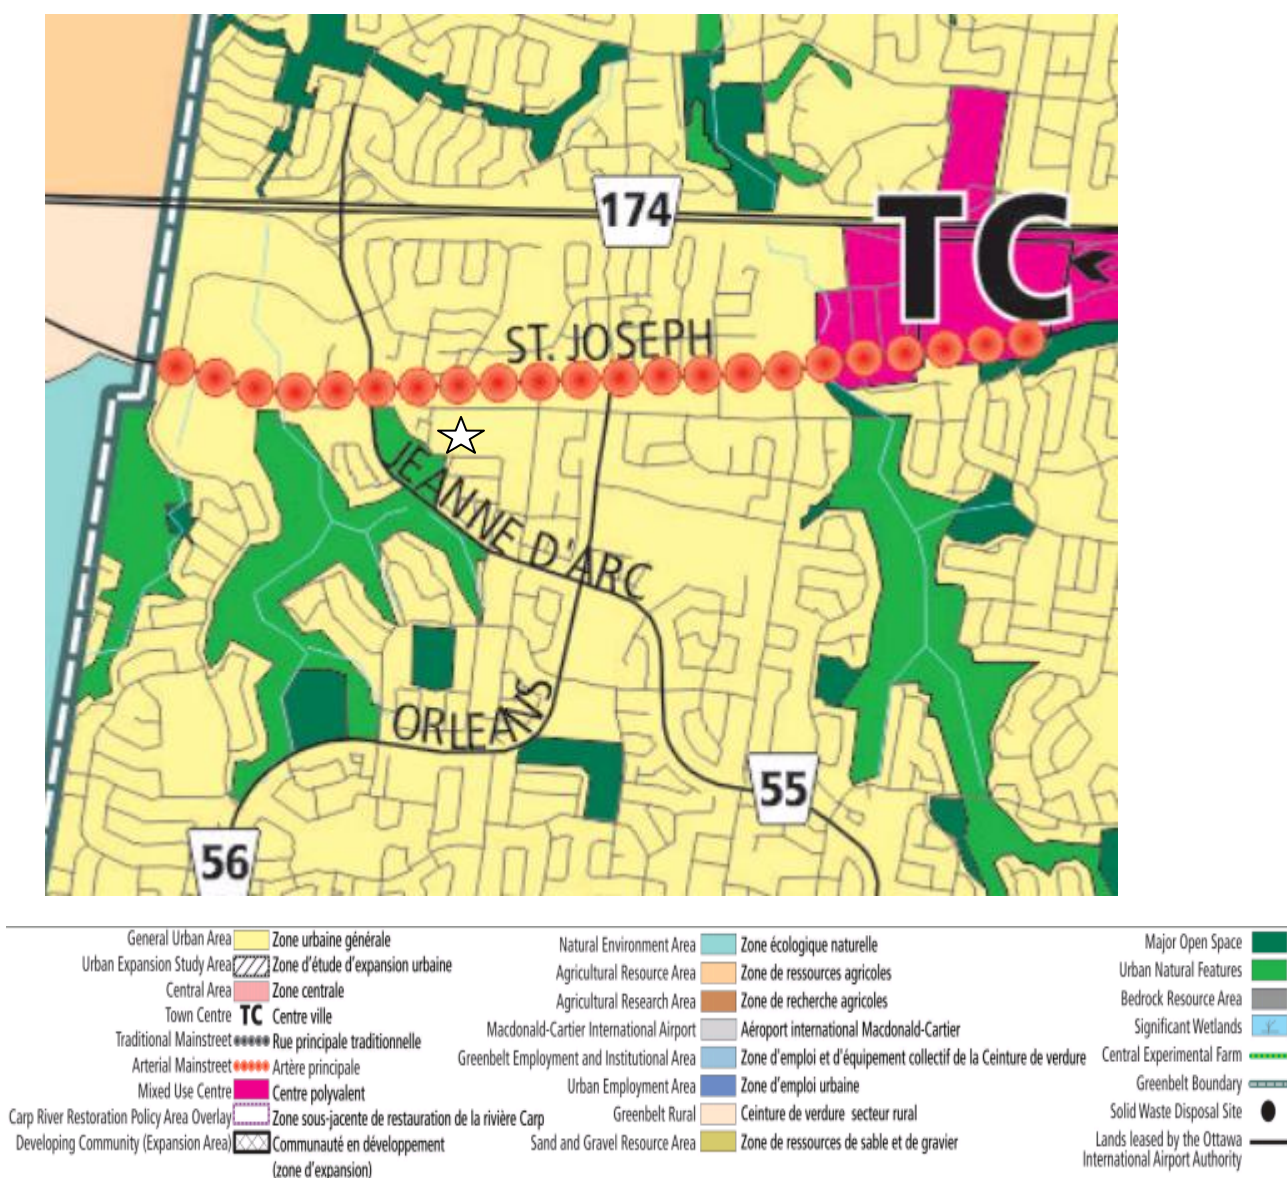 174
TC
ST. JOSEPH
JEANNE D'ARC
ORLEANS
55
56
General Urban Area Zone urbaine générale
Urban Expansion Study Area Zone d'étude d'expansion urbaine
Central Area Zone centrale
Town Centre TC Centre ville
Traditional Mainstreet Rue principale traditionnelle
Arterial Mainstreet Artère principale
Mixed Use Centre Centre polyvalent
Carp River Restoration Policy Area Overlay Zone sous-jacente de restauration de la rivière Carp
Developing Community (Expansion Area) Communauté en développement
(zone d'expansion)
Natural Environment Area Zone écologique naturelle
Agricultural Resource Area Zone de ressources agricoles
Agricultural Research Area Zone de recherche agricoles
Macdonald-Cartier International Airport Aéroport international Macdonald-Cartier
Greenbelt Employment and Institutional Area Zone d'emploi et d'équipement collectif de la Ceinture de verdure
Urban Employment Area Zone d'emploi urbaine
Greenbelt Rural Ceinture de verdure secteur rural
Sand and Gravel Resource Area Zone de ressources de sable et de gravier
Major Open Space
Urban Natural Features
Bedrock Resource Area
Significant Wetlands
Central Experimental Farm
Greenbelt Boundary
Solid Waste Disposal Site
Lands leased by the Ottawa
International Airport Authority